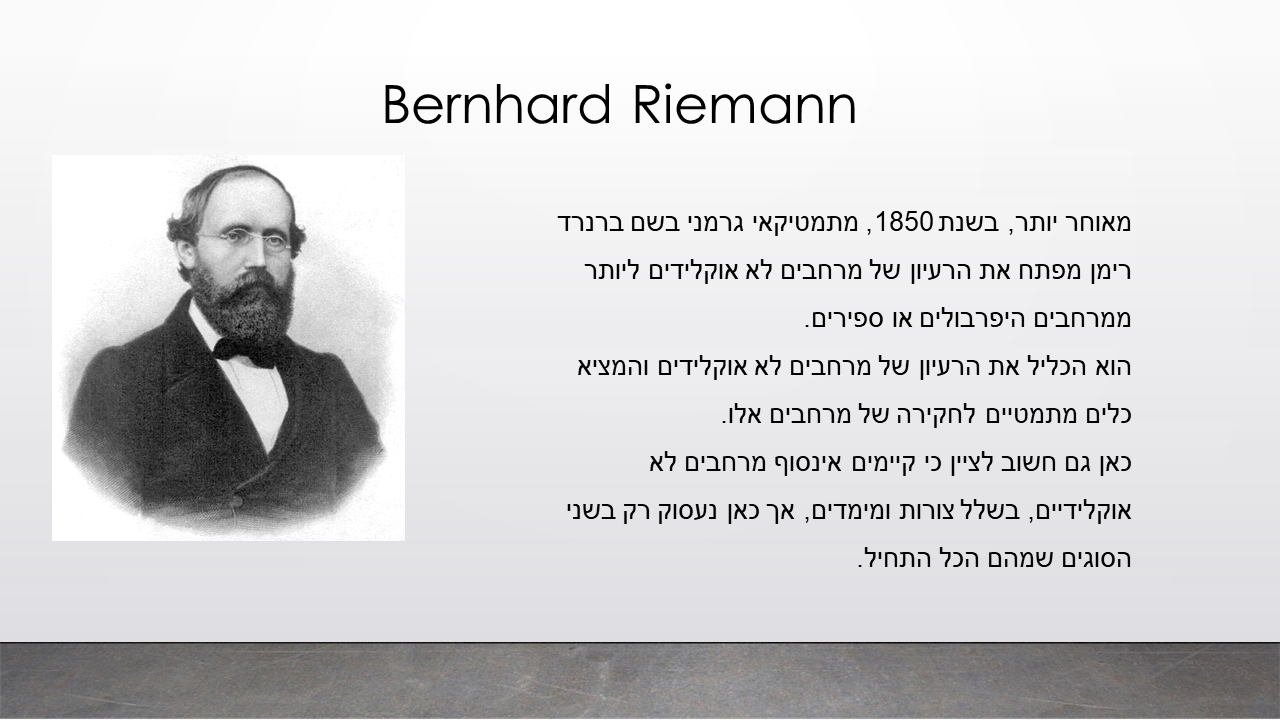 Bernhard Riemann
מאוחר יותר, בשנת 1850, מתמטיקאי גרמני בשם ברנרד
רימן מפתח את הרעיון של מרחבים לא אוקלידים ליותר
ממרחבים היפרבולים או ספירים.
הוא הכליל את הרעיון של מרחבים לא אוקלידים והמציא
כלים מתמטיים לחקירה של מרחבים אלו.
כאן גם חשוב לציין כי קיימים אינסוף מרחבים לא
אוקלידיים, בשלל צורות ומימדים, אך כאן נעסוק רק בשני
הסוגים שמהם הכל התחיל.